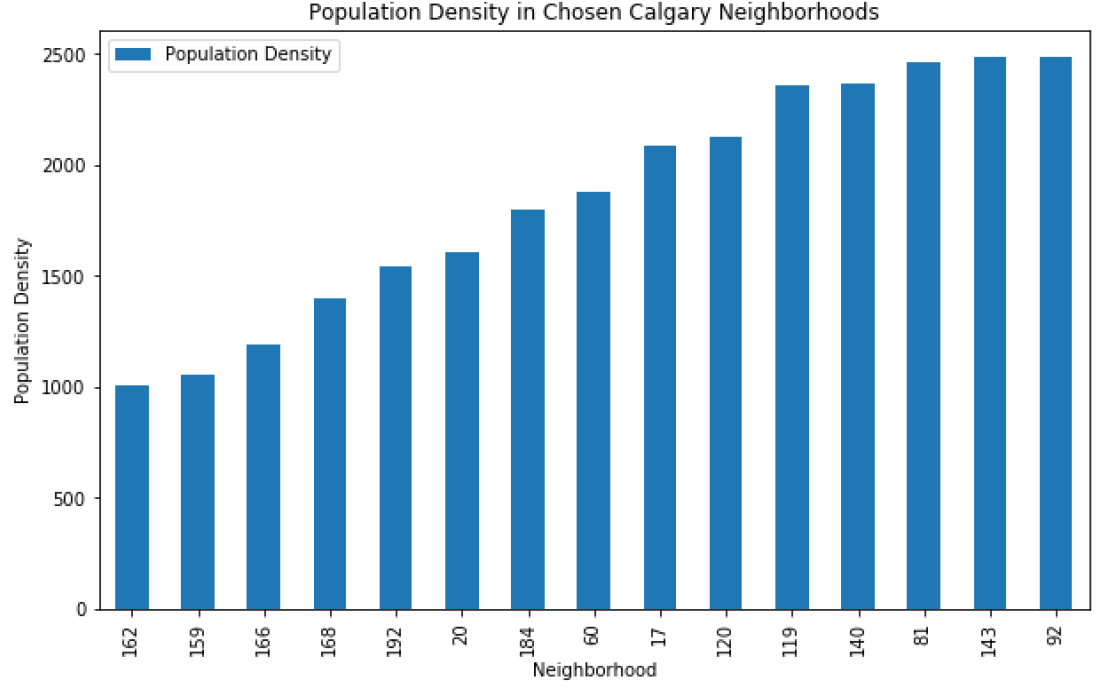 Population Density in Chosen Calgary Neighborhoods
Population Density
2500
2000
1500
1000
500
0
Population Density
162 159 166 168 192 20 184 60 17 120 119 140 81 143 92
Neighborhood